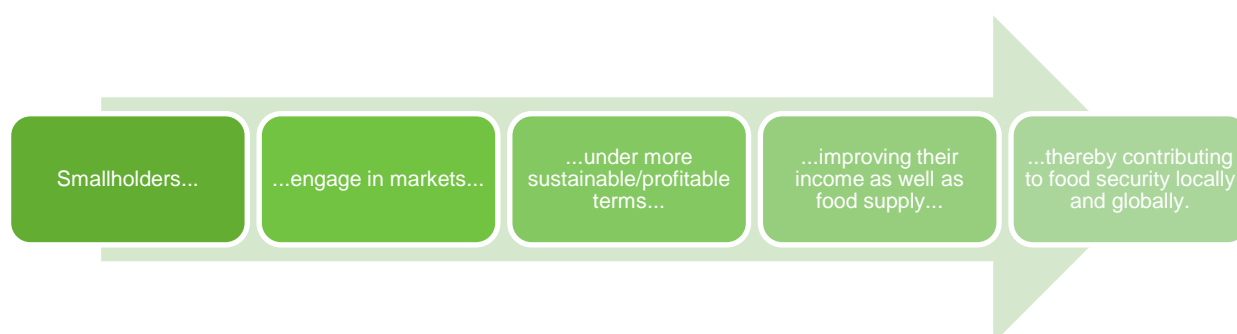 Smallholders...
...engage in markets...
...under more
sustainable/profitable
terms...
...improving their
income as well as
food supply...
...thereby contributing
to food security locally
and globally.